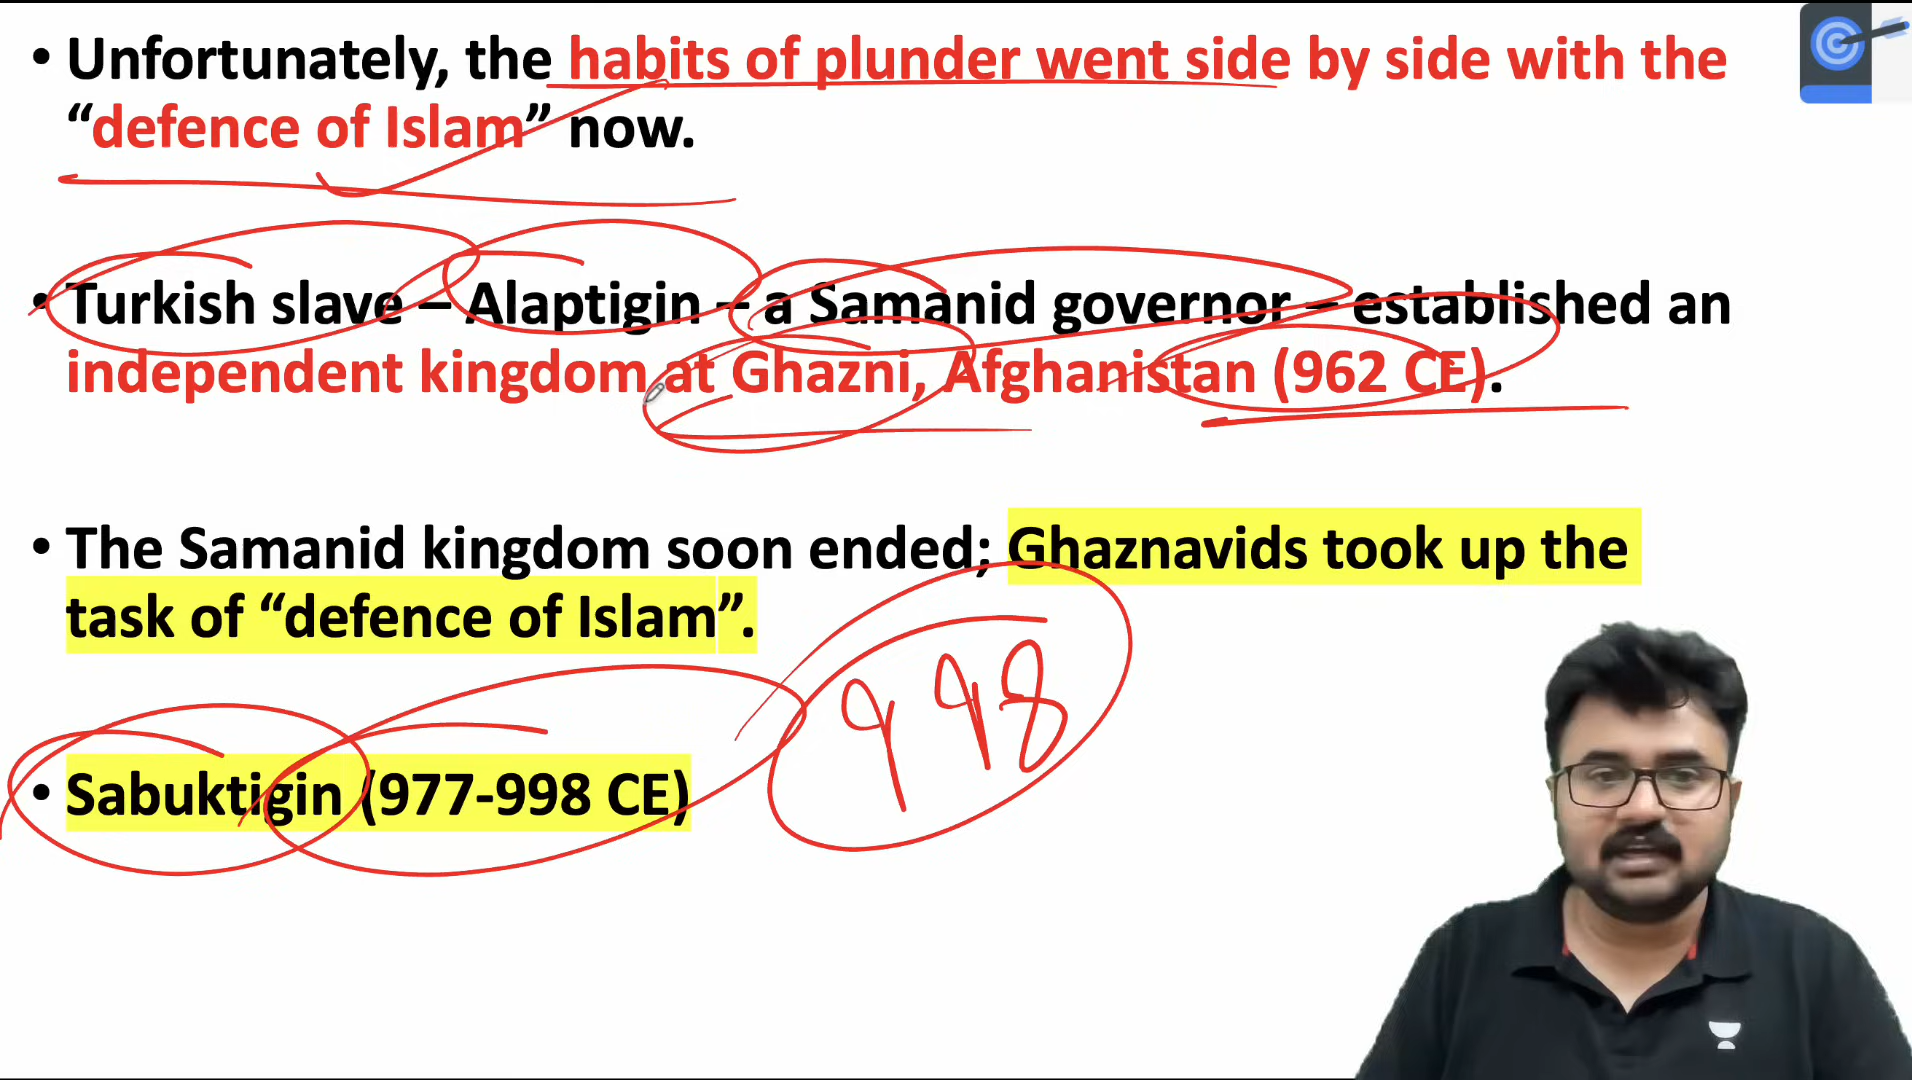 • Unfortunately, the habits of plunder went side by side with the
“defence of Islam” now.
• Turkish slave – Alaptigin – a Samanid governor – established an
independent kingdom at Ghazni, Afghanistan (962 CE).
• The Samanid kingdom soon ended; Ghaznavids took up the
task of “defence of Islam”.
998
• Sabuktigin (977-998 CE)